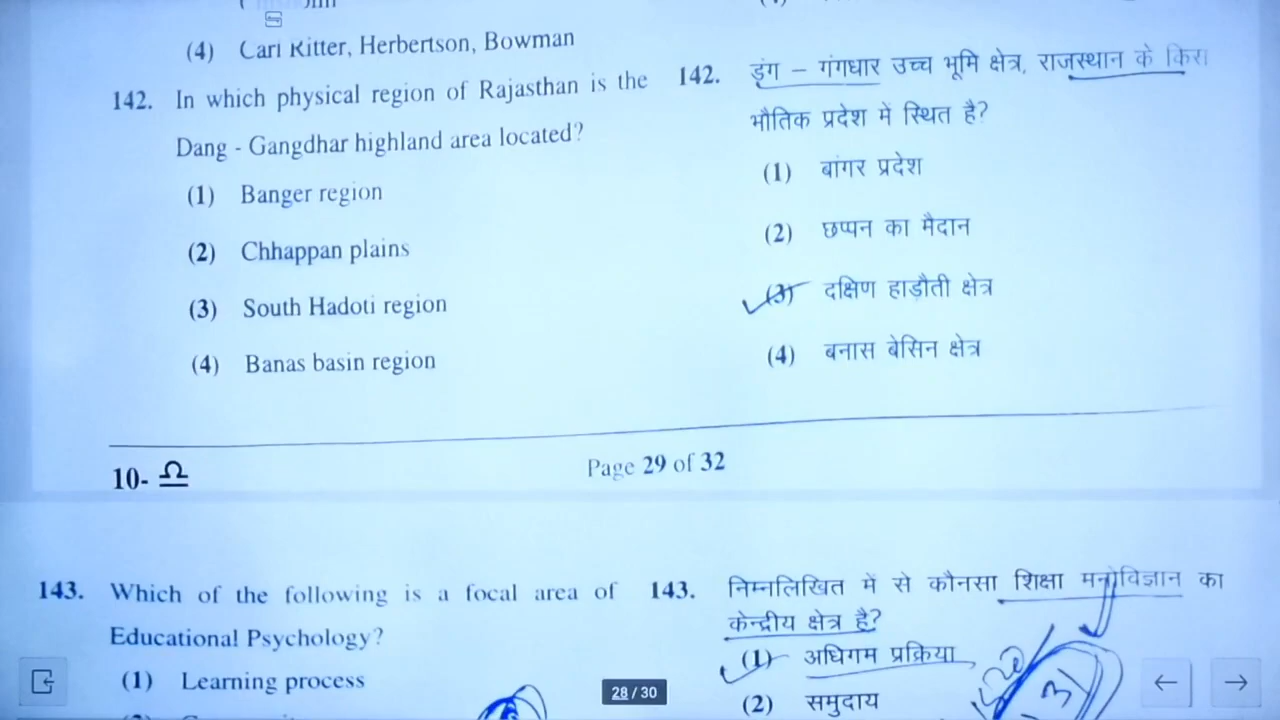 (4) Carl Ritter, Herbertson, Bowman
142. In which physical region of Rajasthan is the
Dang - Gangdhar highland area located?
(1) Banger region
(2) Chhappan plains
(3) South Hadoti region
(4) Banas basin region
142. डूंग – गंगधार उच्च भूमि क्षेत्र, राजस्थान के किस
भौतिक प्रदेश में स्थित है?
(1) बांगर प्रदेश
(2) छप्पन का मैदान
(3) दक्षिण हाड़ौती क्षेत्र
(4) बनास बेसिन क्षेत्र
10- ♎
Page 29 of 32
143. Which of the following is a focal area of
Educational Psychology?
(1) Learning process
143. निम्नलिखित में से कौनसा शिक्षा मनोविज्ञान का
केन्द्रीय क्षेत्र है?
(1) अधिगम प्रक्रिया
(2) समुदाय
28 / 30